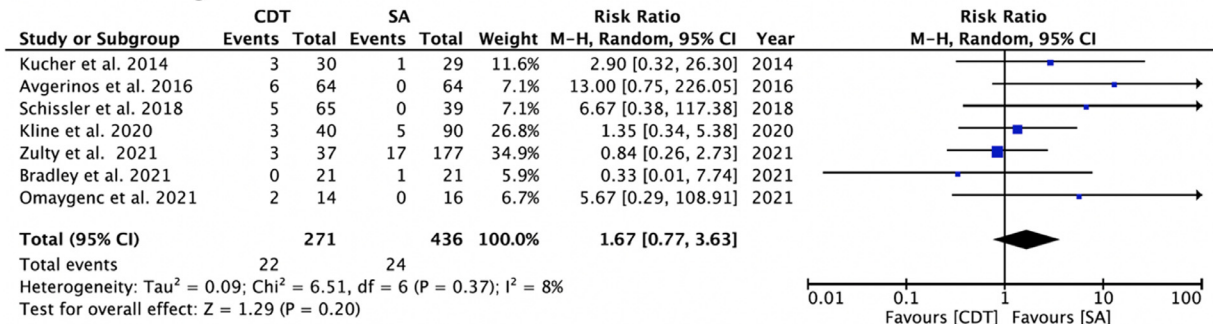 CDT SA Risk Ratio Risk Ratio
Study or Subgroup Events Total Events Total Weight M-H, Random, 95% CI Year M-H, Random, 95% CI
Kucher et al. 2014 3 30 1 29 11.6% 2.90 [0.32, 26.30] 2014
Avgerinos et al. 2016 6 64 0 64 7.1% 13.00 [0.75, 226.05] 2016
Schissler et al. 2018 5 65 0 39 7.1% 6.67 [0.38, 117.38] 2018
Kline et al. 2020 3 40 5 90 26.8% 1.35 [0.34, 5.38] 2020
Zulty et al. 2021 3 37 17 177 34.9% 0.84 [0.26, 2.73] 2021
Bradley et al. 2021 0 21 1 21 5.9% 0.33 [0.01, 7.74] 2021
Omaygenc et al. 2021 2 14 0 16 6.7% 5.67 [0.29, 108.91] 2021
Total (95% CI) 271 436 100.0% 1.67 [0.77, 3.63]
Total events 22 24
Heterogeneity: Tau² = 0.09; Chi² = 6.51, df = 6 (P = 0.37); I² = 8%
Test for overall effect: Z = 1.29 (P = 0.20)
0.01 0.1 1 10 100
Favours [CDT] Favours [SA]